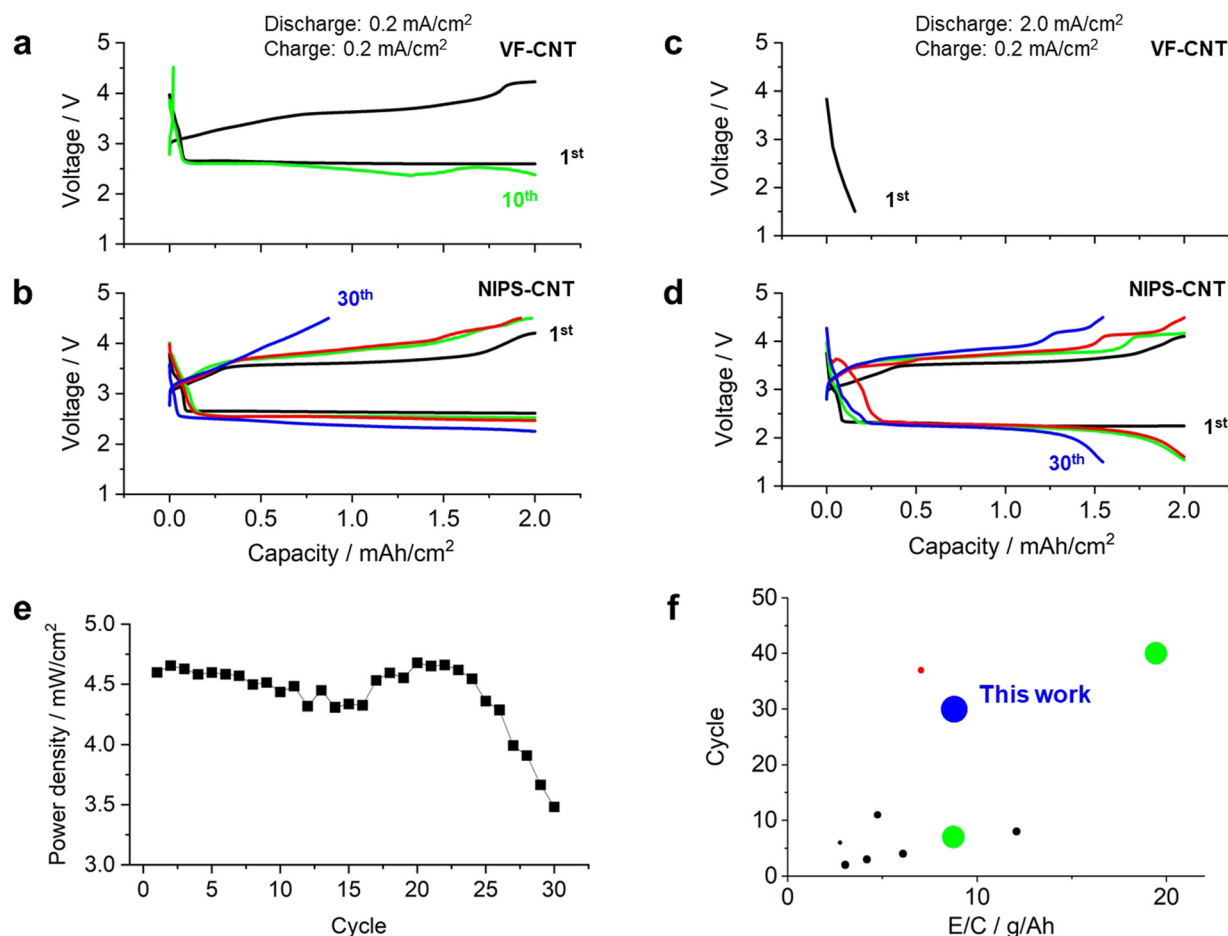 a
Discharge: 0.2 mA/cm²
Charge: 0.2 mA/cm²
VF-CNT
5
4
3
2
1
Voltage / V
1st
10th
c
Discharge: 2.0 mA/cm²
Charge: 0.2 mA/cm²
VF-CNT
5
4
3
2
1
Voltage / V
1st
b
NIPS-CNT
30th
1st
5
4
3
2
1
Voltage / V
0.0 0.5 1.0 1.5 2.0
Capacity / mAh/cm²
d
NIPS-CNT
1st
30th
5
4
3
2
1
Voltage / V
0.0 0.5 1.0 1.5 2.0
Capacity / mAh/cm²
e
5.0
4.5
4.0
3.5
3.0
Power density / mW/cm²
0 5 10 15 20 25 30
Cycle
f
50
40
30
20
10
0
Cycle
This work
0 10 20
E/C / g/Ah